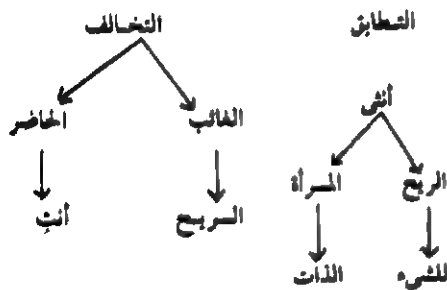 التطابق التخالف
أنثى
الغائب الحاضر
الريح المرأة
الريح أنتِ
للشيء الذات